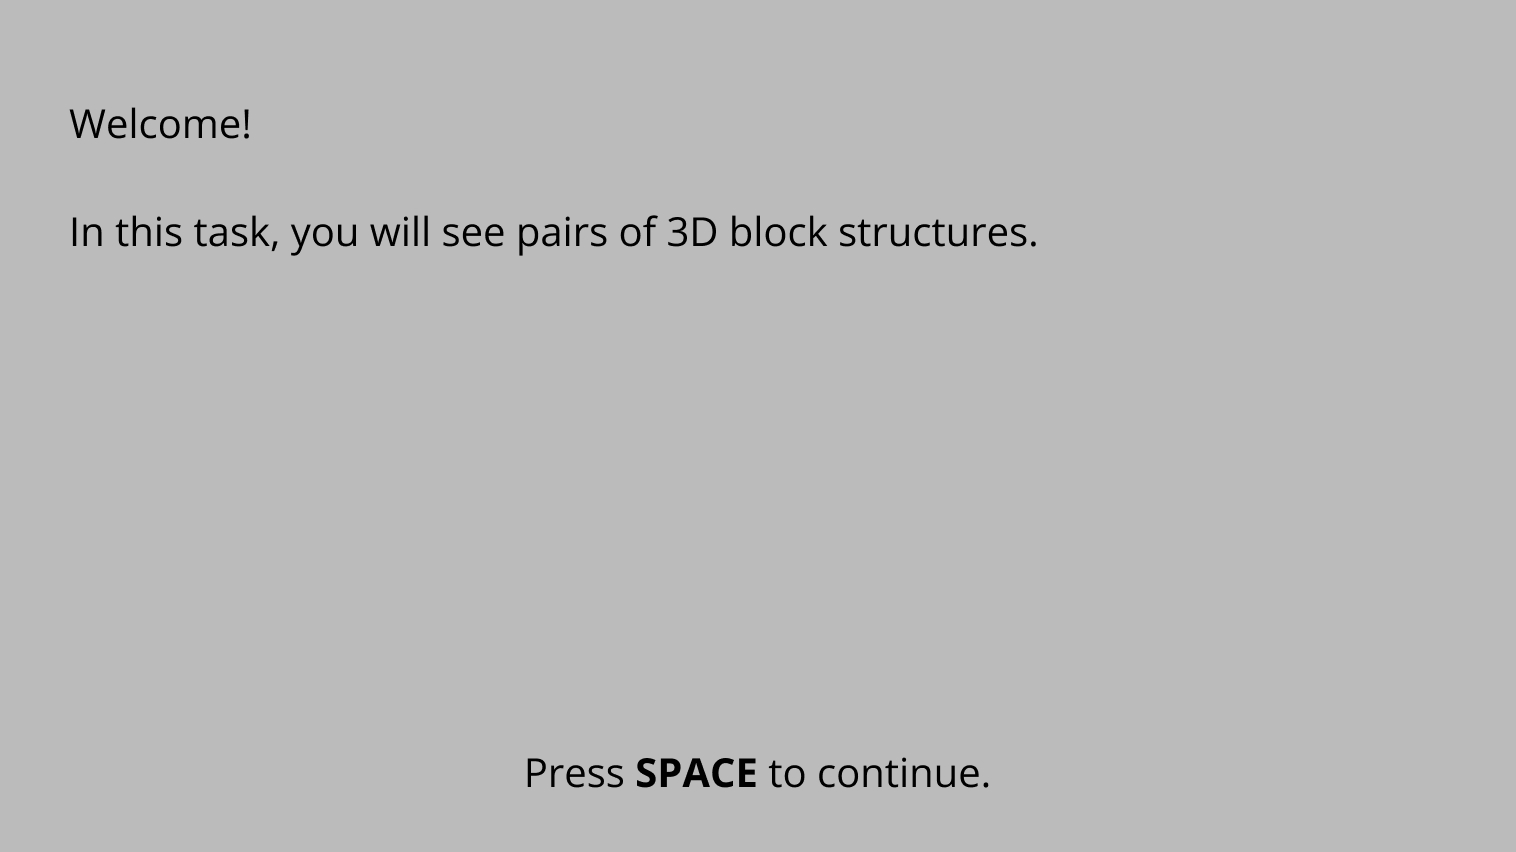 Welcome!
In this task, you will see pairs of 3D block structures.
Press SPACE to continue.